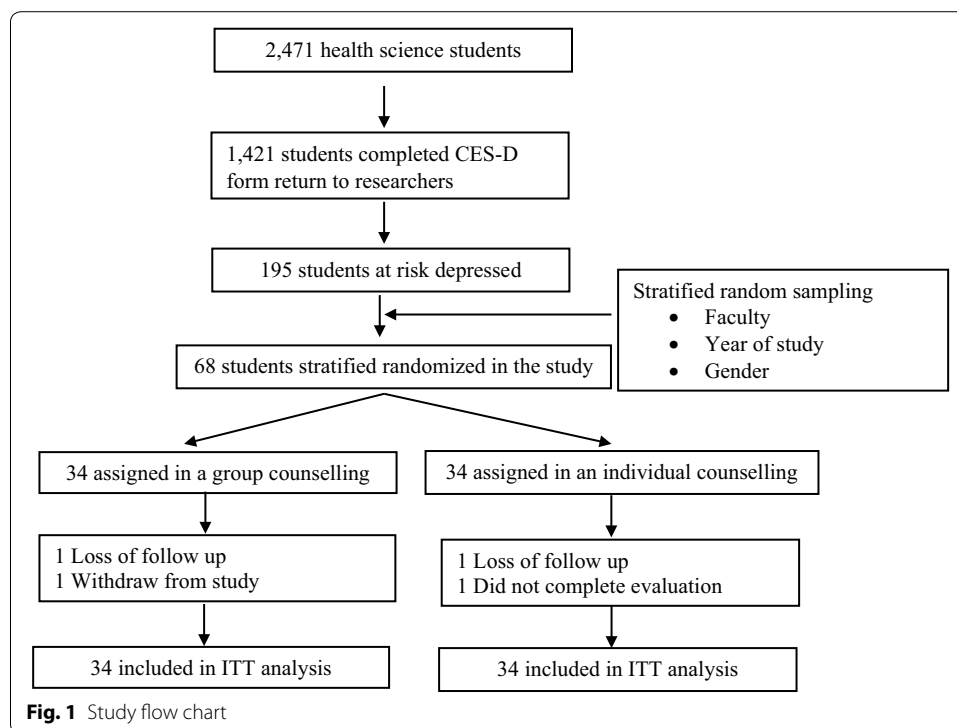 2,471 health science students
1,421 students completed CES-D
form return to researchers
195 students at risk depressed
Stratified random sampling
• Faculty
• Year of study
• Gender
68 students stratified randomized in the study
34 assigned in a group counselling
34 assigned in an individual counselling
1 Loss of follow up
1 Withdraw from study
1 Loss of follow up
1 Did not complete evaluation
34 included in ITT analysis
34 included in ITT analysis
Fig. 1 Study flow chart